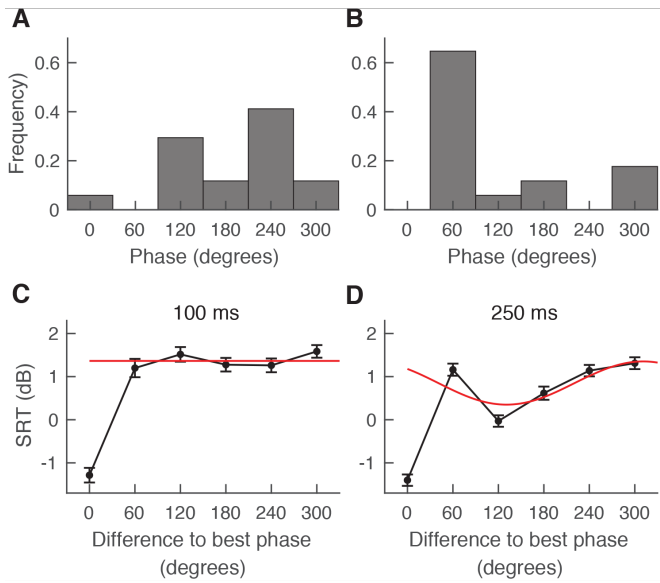 A
B
Frequency)
0.6
0.4
0.2
0
0 60 120 180 240 300
Phase (degrees)
0.6
0.4
0.2
0
0 60 120 180 240 300
Phase (degrees)
C
D
100 ms
250 ms
SRT (dB)
2
1
0
-1
0 60 120 180 240 300
Difference to best phase
(degrees)
2
1
0
-1
0 60 120 180 240 300
Difference to best phase
(degrees)